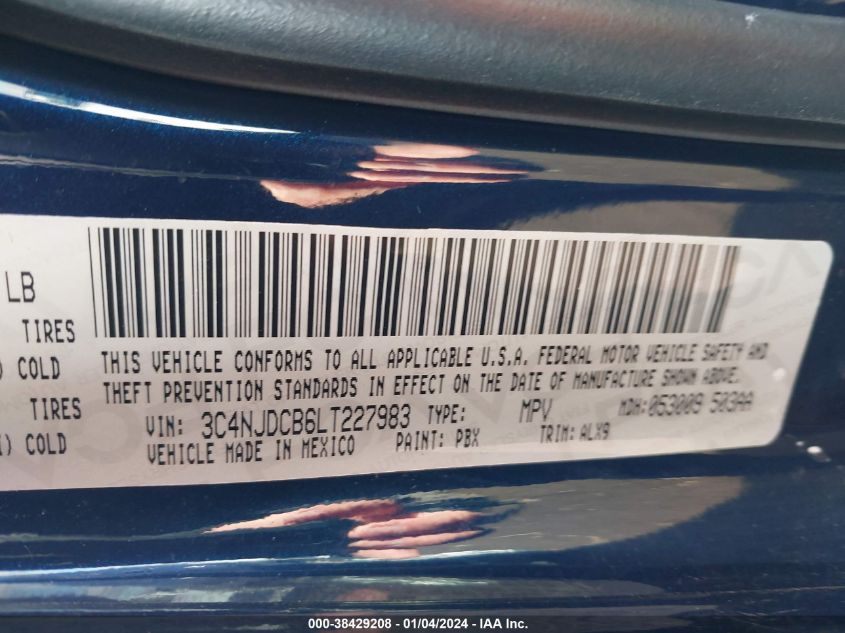 LB
TIRES
) COLD
TIRES
I) COLD
THIS VEHICLE CONFORMS TO ALL APPLICABLE U.S.A. FEDERAL MOTOR VEHICLE SAFETY AND
THEFT PREVENTION STANDARDS IN EFFECT ON THE DATE OF MANUFACTURE SHOWN ABOVE.
VIN: 3C4NJDCB6LT227983 TYPE: MPV MDH:053009 503AA
VEHICLE MADE IN MEXICO PAINT: PBX TRIM: ALX9
000-38429208 - 01/04/2024 - IAA Inc.